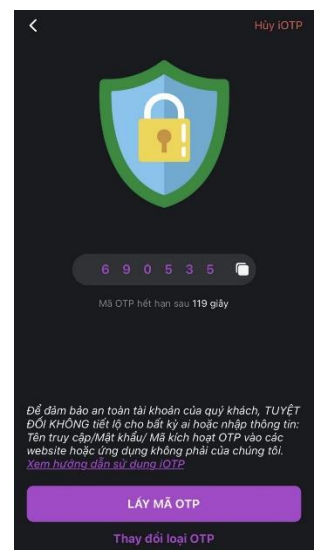 Hủy iOTP
6 9 0 5 3 5
Mã OTP hết hạn sau 119 giây
Để đảm bảo an toàn tài khoản của quý khách, TUYỆT
ĐỐI KHÔNG tiết lộ cho bất kỳ ai hoặc nhập thông tin:
Tên truy cập/Mật khẩu/ Mã kích hoạt OTP vào các
website hoặc ứng dụng không phải của chúng tôi.
Xem hướng dẫn sử dụng iOTP
LẤY MÃ OTP
Thay đổi loại OTP